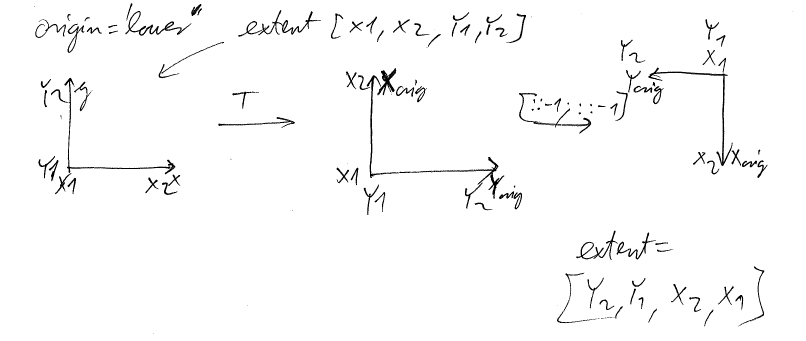 origin='lower" extent [x1, x2, Y1, Y2]
Y2 y
Y1 X1 X2 x
T
X2 Xorig
X1 Y1 Y2 Yorig
[::-1, ::-1]
Y1
Y2 X1
Yorig
X2 Xorig
extent=
[Y2, Y1, X2, X1]